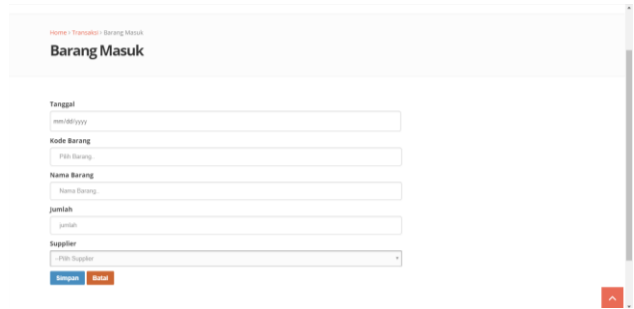 Home › Transaksi › Barang Masuk
Barang Masuk
Tanggal
mm/dd/yyyy
Kode Barang
Pilih Barang..
Nama Barang
Nama Barang..
Jumlah
jumlah
Supplier
--Pilih Supplier
Simpan Batal